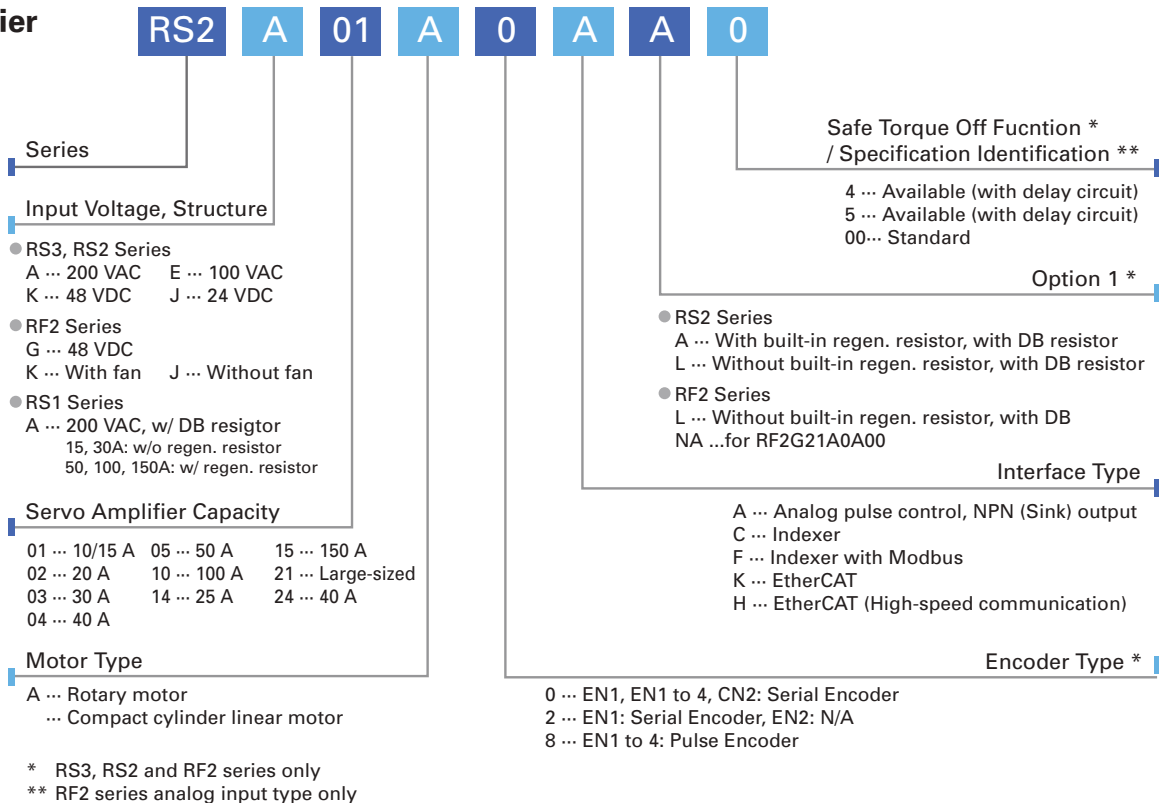 ier
RS2 A 01 A 0 A A 0
Series
Input Voltage, Structure
RS3, RS2 Series
A ··· 200 VAC E ··· 100 VAC
K ··· 48 VDC J ··· 24 VDC
RF2 Series
G ··· 48 VDC
K ··· With fan J ··· Without fan
RS1 Series
A ··· 200 VAC, w/ DB resigtor
15, 30A: w/o regen. resistor
50, 100, 150A: w/ regen. resistor
Servo Amplifier Capacity
01 ··· 10/15 A 05 ··· 50 A 15 ··· 150 A
02 ··· 20 A 10 ··· 100 A 21 ··· Large-sized
03 ··· 30 A 14 ··· 25 A 24 ··· 40 A
04 ··· 40 A
Motor Type
A ··· Rotary motor
··· Compact cylinder linear motor
* RS3, RS2 and RF2 series only
** RF2 series analog input type only
Safe Torque Off Fucntion *
/ Specification Identification **
4 ··· Available (with delay circuit)
5 ··· Available (with delay circuit)
00··· Standard
Option 1 *
RS2 Series
A ··· With built-in regen. resistor, with DB resistor
L ··· Without built-in regen. resistor, with DB resistor
RF2 Series
L ··· Without built-in regen. resistor, with DB
NA ...for RF2G21A0A00
Interface Type
A ··· Analog pulse control, NPN (Sink) output
C ··· Indexer
F ··· Indexer with Modbus
K ··· EtherCAT
H ··· EtherCAT (High-speed communication)
Encoder Type *
0 ··· EN1, EN1 to 4, CN2: Serial Encoder
2 ··· EN1: Serial Encoder, EN2: N/A
8 ··· EN1 to 4: Pulse Encoder